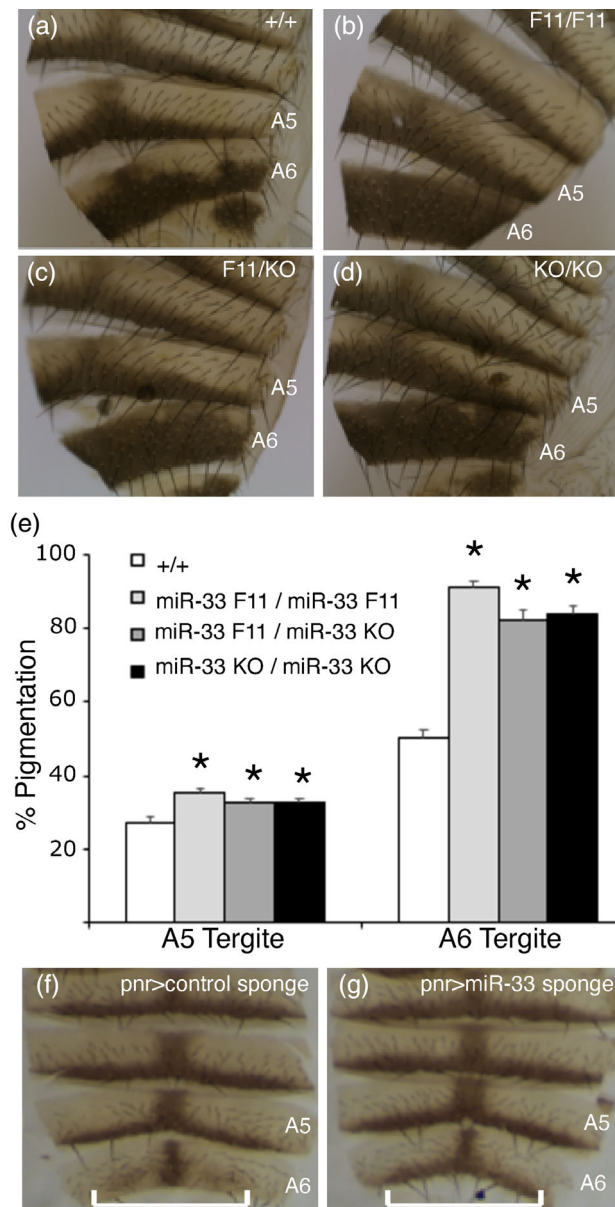 (a) +/+
A5
A6
(b) F11/F11
A5
A6
(c) F11/KO
A5
A6
(d) KO/KO
A5
A6
(e)
% Pigmentation
100
80
60
40
20
+/+
miR-33 F11 / miR-33 F11
miR-33 F11 / miR-33 KO
miR-33 KO / miR-33 KO
* * *
* * *
A5 Tergite
A6 Tergite
(f) pnr>control sponge
A5
A6
(g) pnr>miR-33 sponge
A5
A6